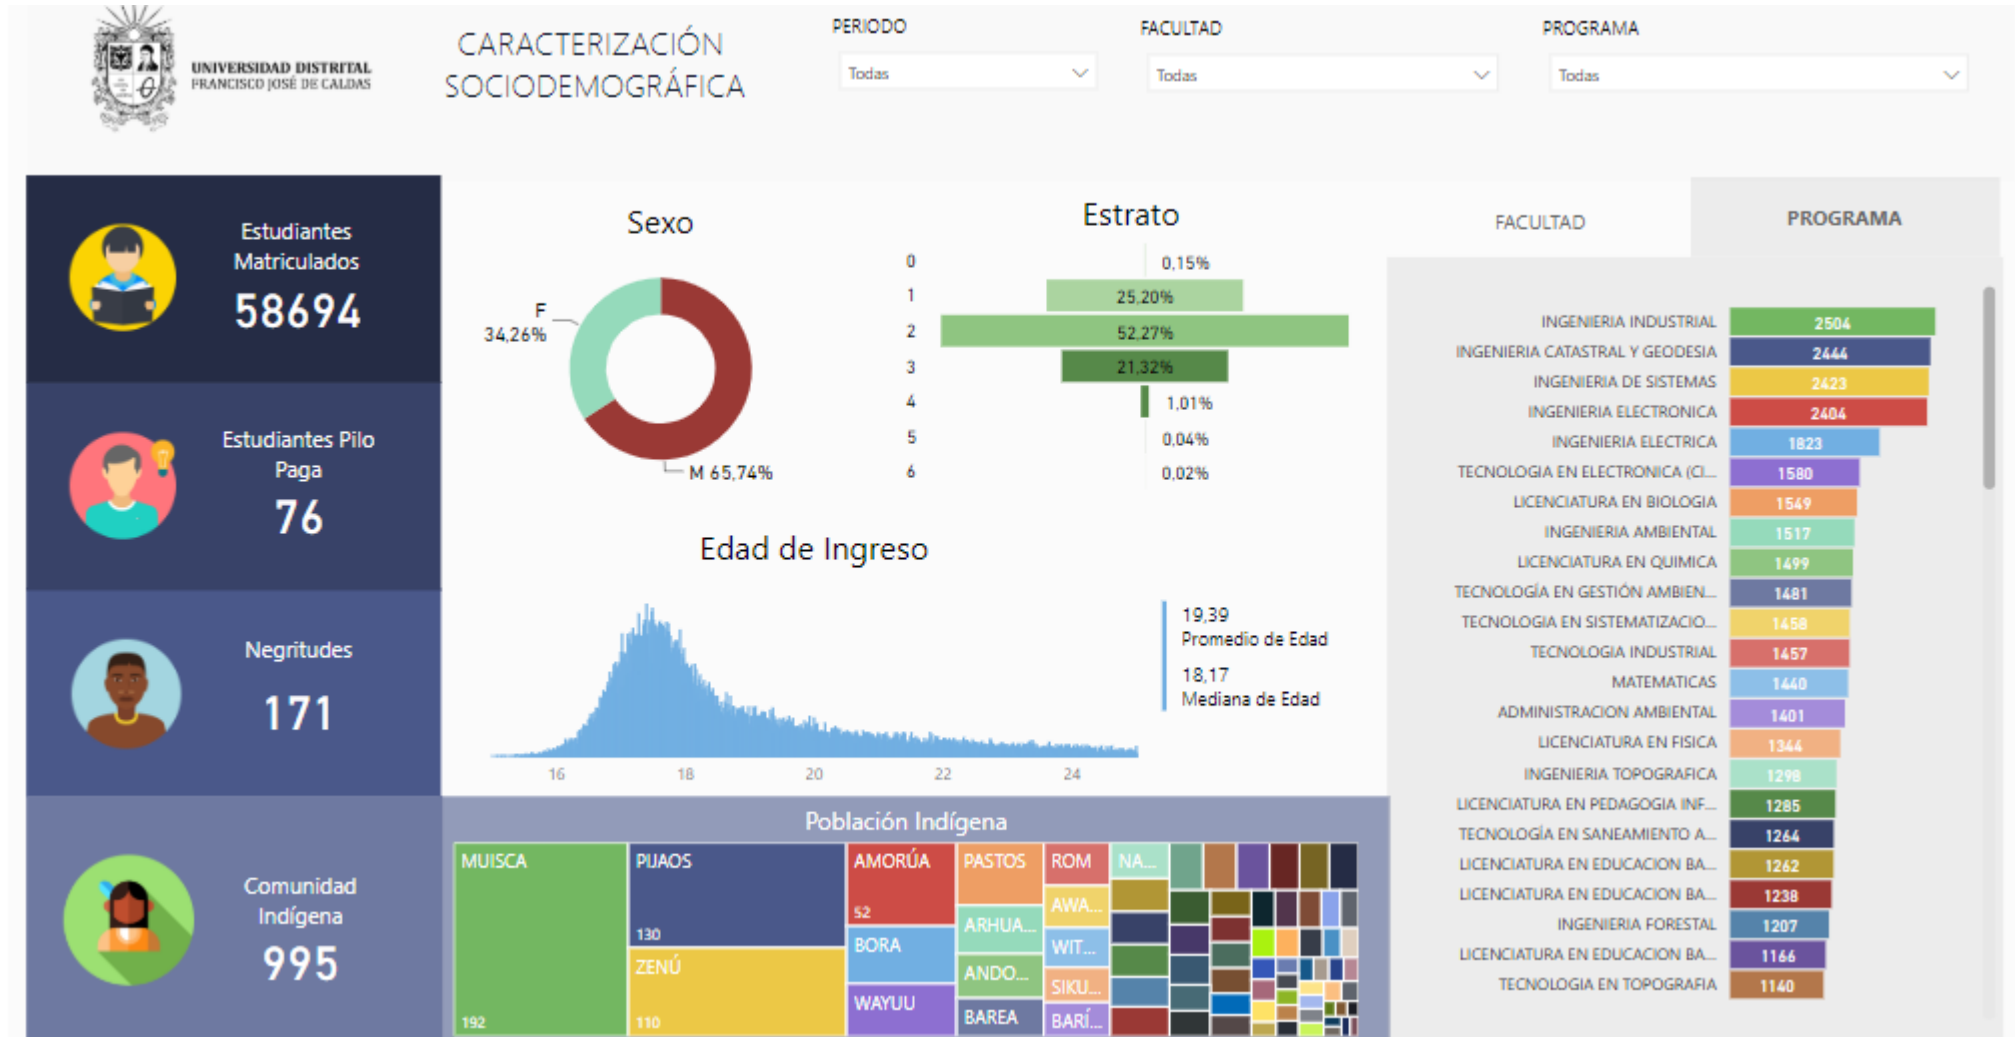 UNIVERSIDAD DISTRITAL
FRANCISCO JOSÉ DE CALDAS
CARACTERIZACIÓN
SOCIODEMOGRÁFICA
PERIODO
Todas
FACULTAD
Todas
PROGRAMA
Todas
Estudiantes
Matriculados
58694
Estudiantes Pilo
Paga
76
Negritudes
171
Comunidad
Indígena
995
Sexo
F
34,26%
M 65,74%
Estrato
0 0,15%
1 25,20%
2 52,27%
3 21,32%
4 1,01%
5 0,04%
6 0,02%
Edad de Ingreso
19,39
Promedio de Edad
18,17
Mediana de Edad
16 18 20 22 24
Población Indígena
MUISCA
192
PIJAOS
130
ZENÚ
110
AMORÚA
52
BORA
WAYUU
PASTOS
ARHUA...
ANDO...
BAREA
ROM
AWA...
WIT...
SIKU...
BARÍ...
NA...
FACULTAD
PROGRAMA
INGENIERIA INDUSTRIAL 2504
INGENIERIA CATASTRAL Y GEODESIA 2444
INGENIERIA DE SISTEMAS 2423
INGENIERIA ELECTRONICA 2404
INGENIERIA ELECTRICA 1823
TECNOLOGIA EN ELECTRONICA (CI... 1580
LICENCIATURA EN BIOLOGIA 1549
INGENIERIA AMBIENTAL 1517
LICENCIATURA EN QUIMICA 1499
TECNOLOGÍA EN GESTIÓN AMBIEN... 1481
TECNOLOGIA EN SISTEMATIZACIO... 1458
TECNOLOGIA INDUSTRIAL 1457
MATEMATICAS 1440
ADMINISTRACION AMBIENTAL 1401
LICENCIATURA EN FISICA 1344
INGENIERIA TOPOGRAFICA 1298
LICENCIATURA EN PEDAGOGIA INF... 1285
TECNOLOGÍA EN SANEAMIENTO A... 1264
LICENCIATURA EN EDUCACION BA... 1262
LICENCIATURA EN EDUCACION BA... 1238
INGENIERIA FORESTAL 1207
LICENCIATURA EN EDUCACION BA... 1166
TECNOLOGIA EN TOPOGRAFIA 1140